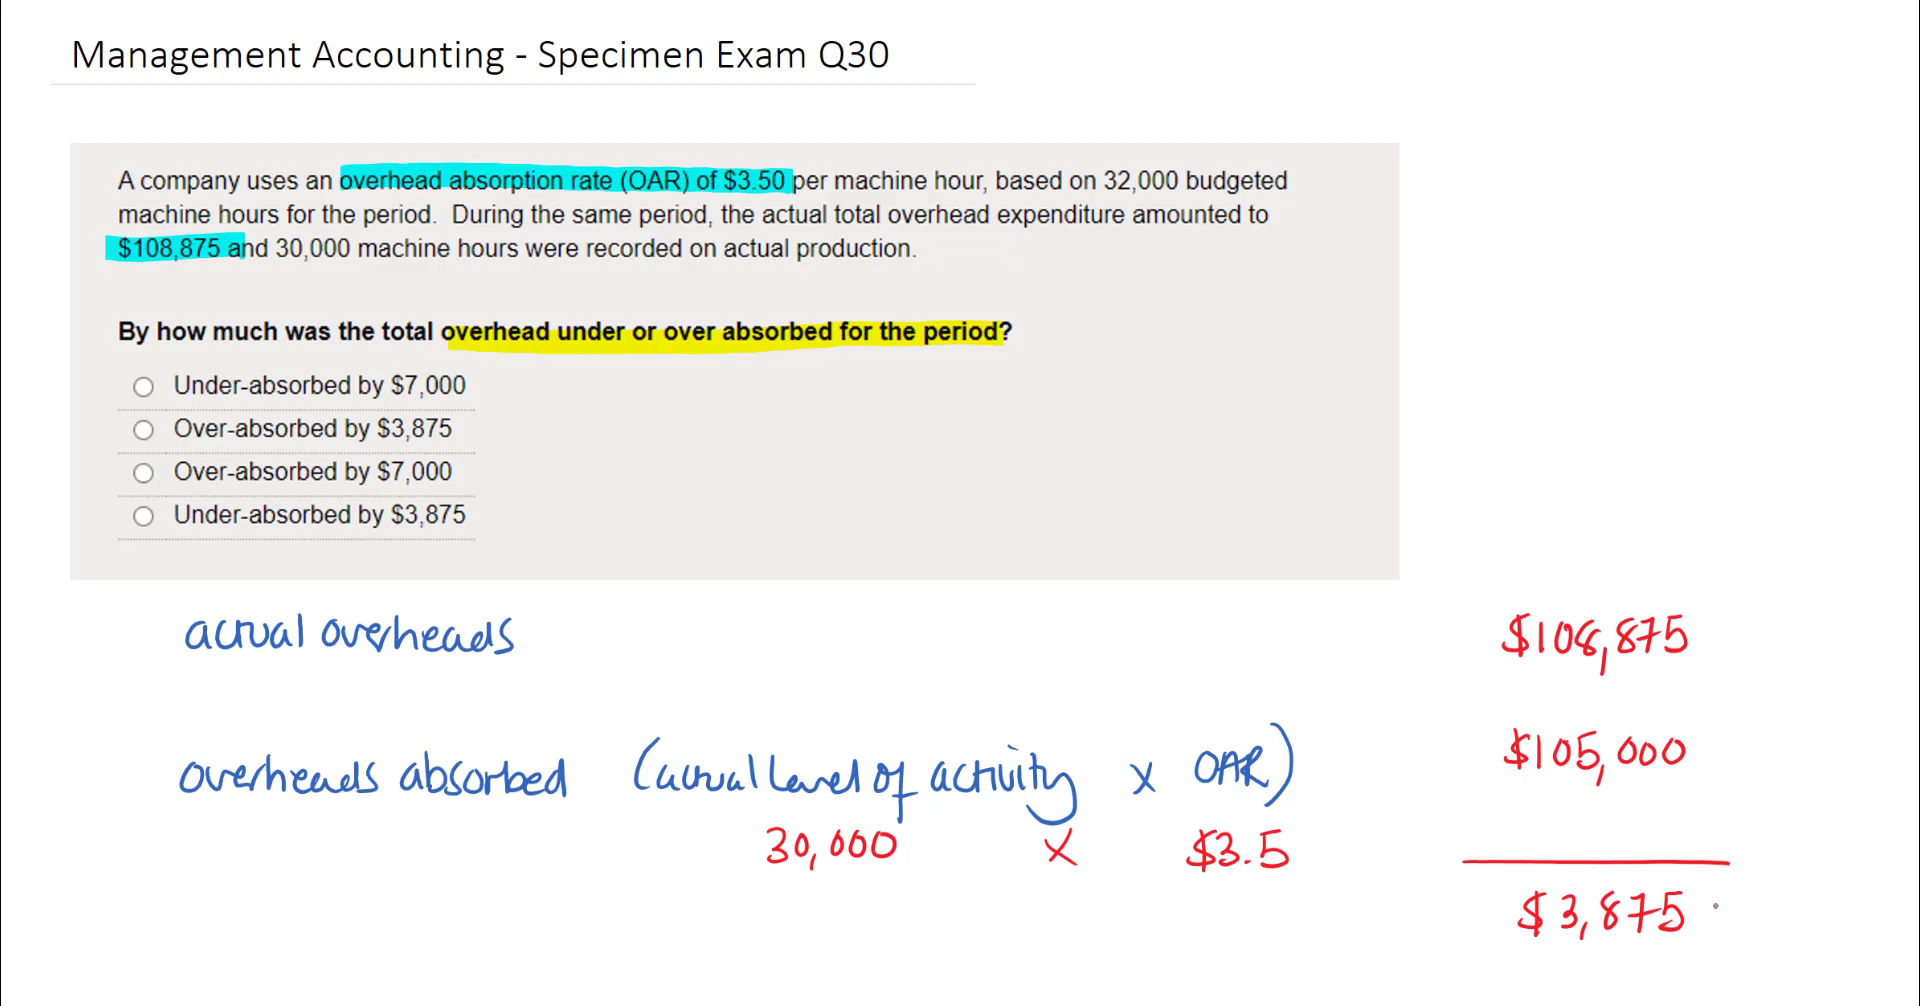 Management Accounting - Specimen Exam Q30
A company uses an overhead absorption rate (OAR) of $3.50 per machine hour, based on 32,000 budgeted
machine hours for the period. During the same period, the actual total overhead expenditure amounted to
$108,875 and 30,000 machine hours were recorded on actual production.
By how much was the total overhead under or over absorbed for the period?
Under-absorbed by $7,000
Over-absorbed by $3,875
Over-absorbed by $7,000
Under-absorbed by $3,875
actual overheads $108,875
overheads absorbed (actual level of activity x OAR) $105,000
30,000 x $3.5
$3,875